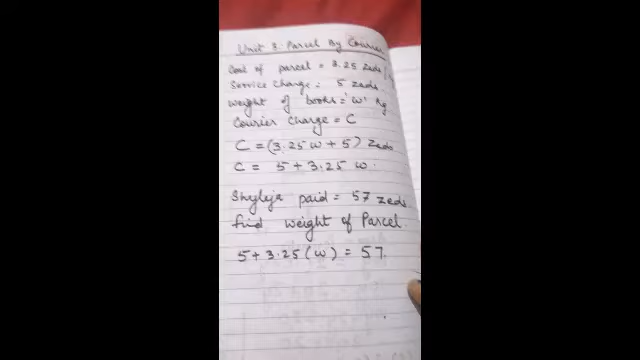 Unit 3: Parcel By Courier
Cost of parcel = 3.25 zeds /
Service charge = 5 zeds
Weight of books = 'w' kg
Courier Charge = C
C = (3.25 w + 5) Zeds
C = 5 + 3.25 w.
Shyleja paid = 57 zeds
find weight of Parcel.
5 + 3.25 (w) = 57.